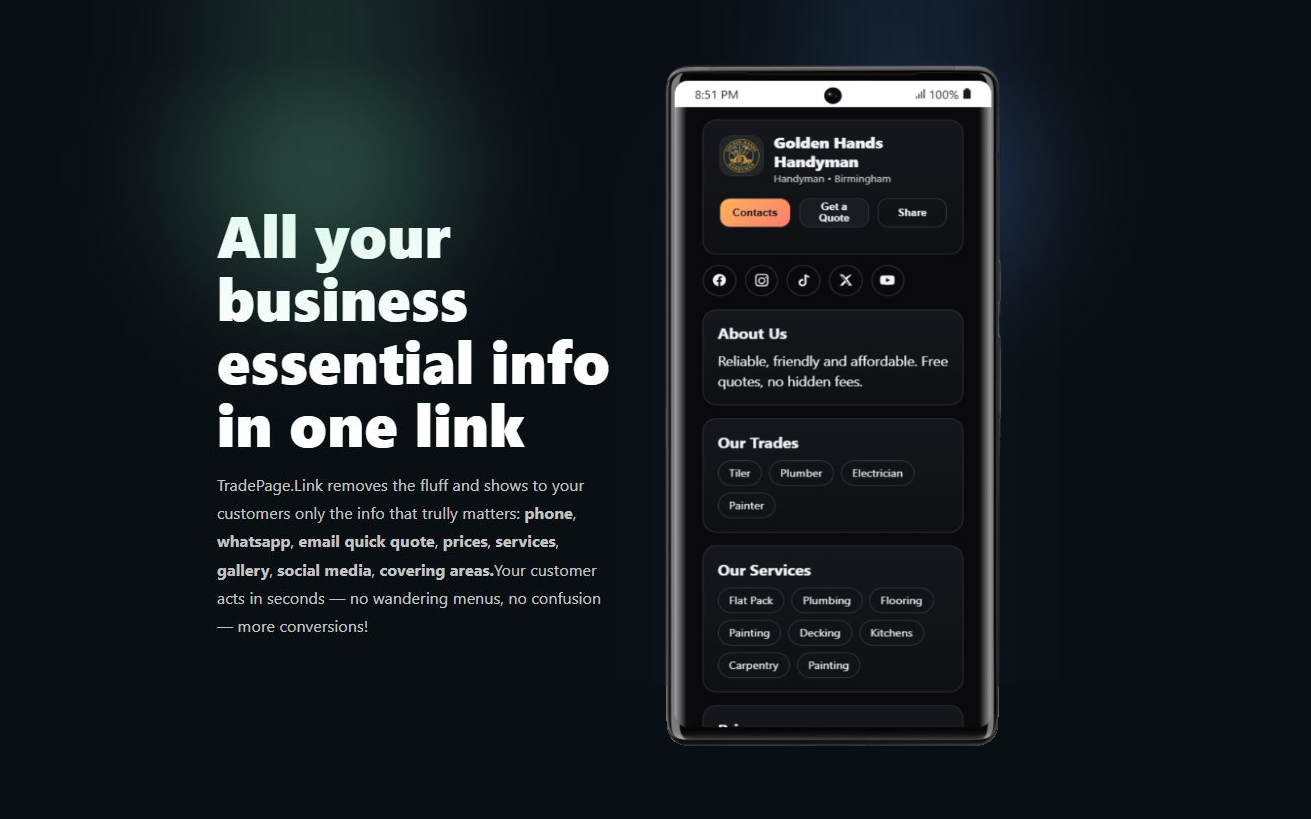 All your
business
essential info
in one link
TradePage.Link removes the fluff and shows to your
customers only the info that trully matters: phone,
whatsapp, email quick quote, prices, services,
gallery, social media, covering areas.Your customer
acts in seconds — no wandering menus, no confusion
— more conversions!
8:51 PM
100%
Golden Hands
Handyman
Handyman • Birmingham
Contacts
Get a
Quote
Share
About Us
Reliable, friendly and affordable. Free
quotes, no hidden fees.
Our Trades
Tiler Plumber Electrician
Painter
Our Services
Flat Pack Plumbing Flooring
Painting Decking Kitchens
Carpentry Painting